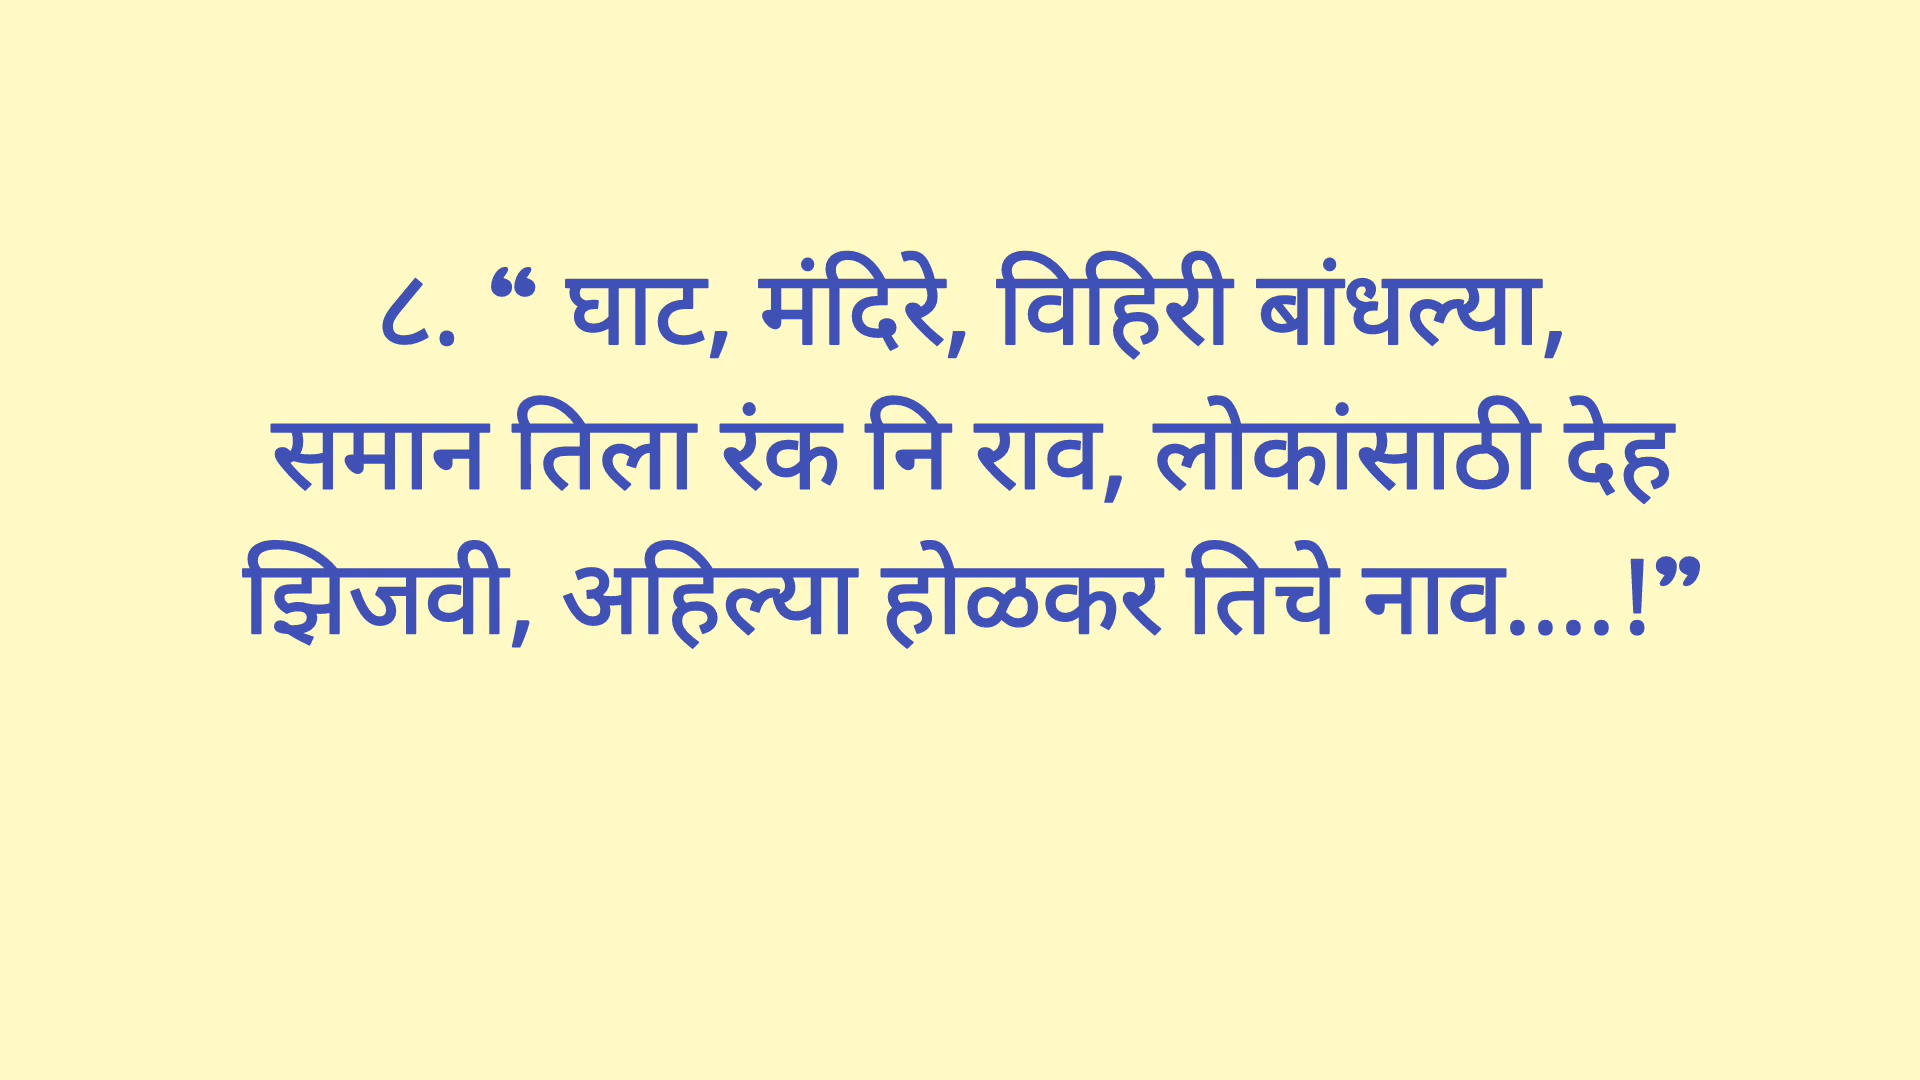 ८. “ घाट, मंदिरे, विहिरी बांधल्या,
समान तिला रंक नि राव, लोकांसाठी देह
झिजवी, अहिल्या होळकर तिचे नाव....!”